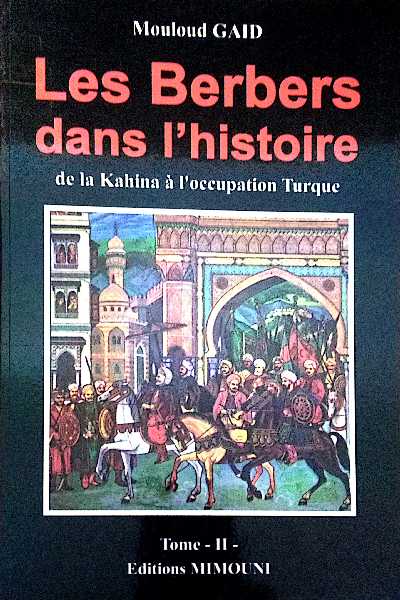 Mouloud GAID
Les Berbers
dans l'histoire
de la Kahina à l'occupation Turque
Tome - II -
Editions MIMOUNI